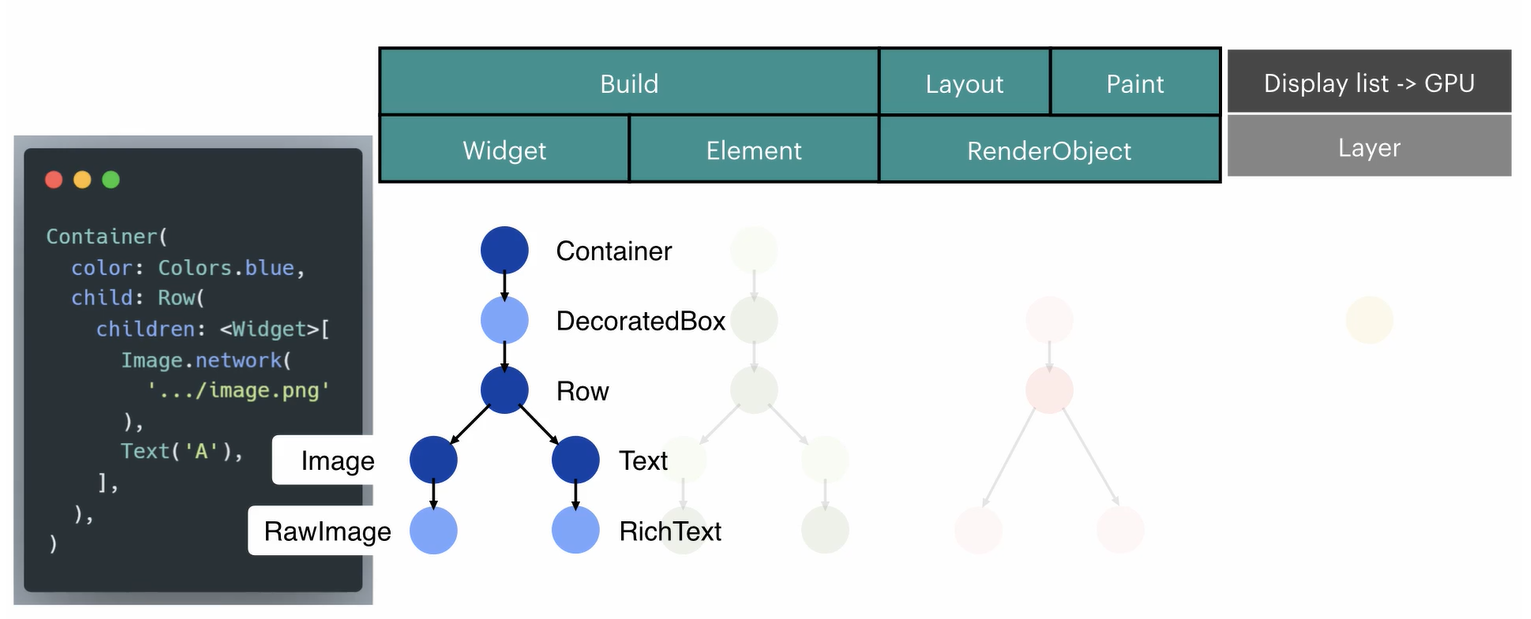 Build
Layout
Paint
Display list -> GPU
Widget
Element
RenderObject
Layer
Container(
color: Colors.blue,
child: Row(
children: <Widget>[
Image.network(
'.../image.png'
),
Text('A'),
],
),
)
Container
DecoratedBox
Row
Image
Text
RawImage
RichText